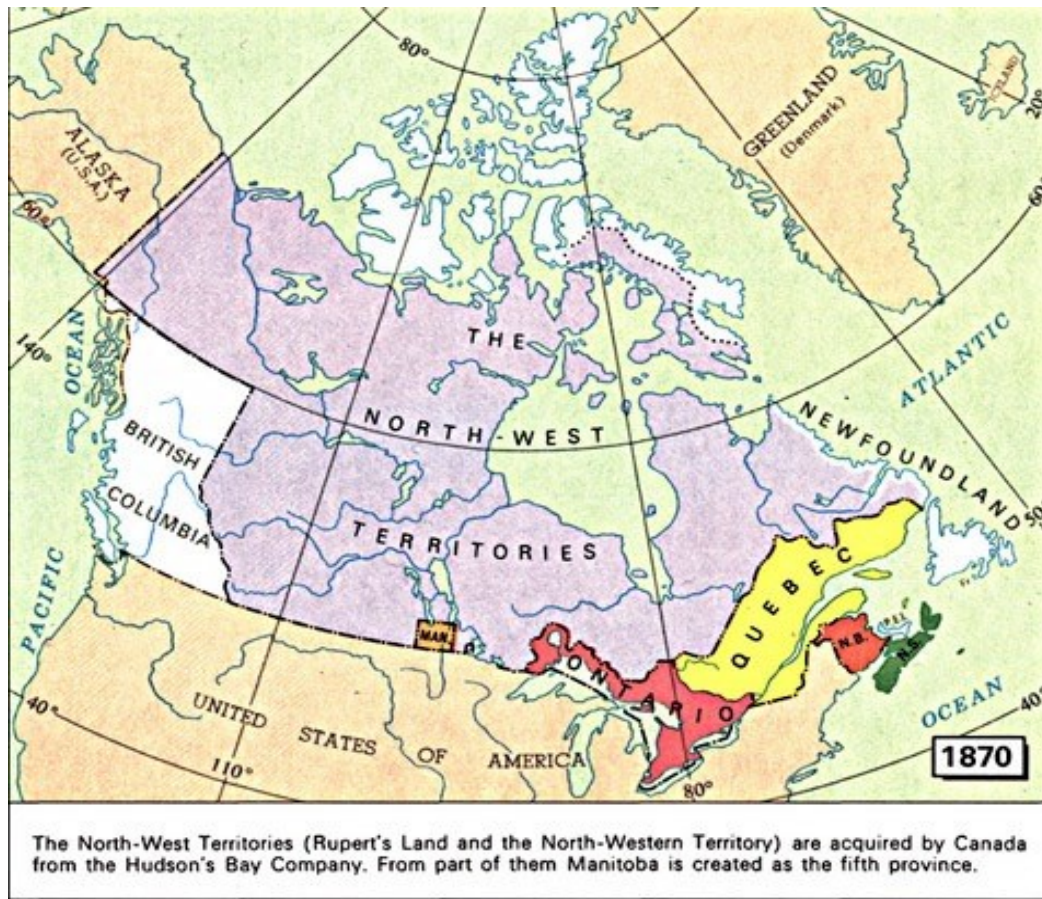 80°
ICELAND
20°
GREENLAND
(Denmark)
ALASKA
(U.S.A.)
60°
60°
THE
140°
OCEAN
ATLANTIC
NORTH-WEST
NEWFOUNDLAND
BRITISH
COLUMBIA
50°
TERRITORIES
QUEBEC
PACIFIC
Fr.
P.E.I.
MAN.
N.B.
N.S.
ONTARIO
OCEAN
40°
UNITED STATES OF AMERICA
40°
110°
80°
1870
The North-West Territories (Rupert's Land and the North-Western Territory) are acquired by Canada
from the Hudson's Bay Company. From part of them Manitoba is created as the fifth province.